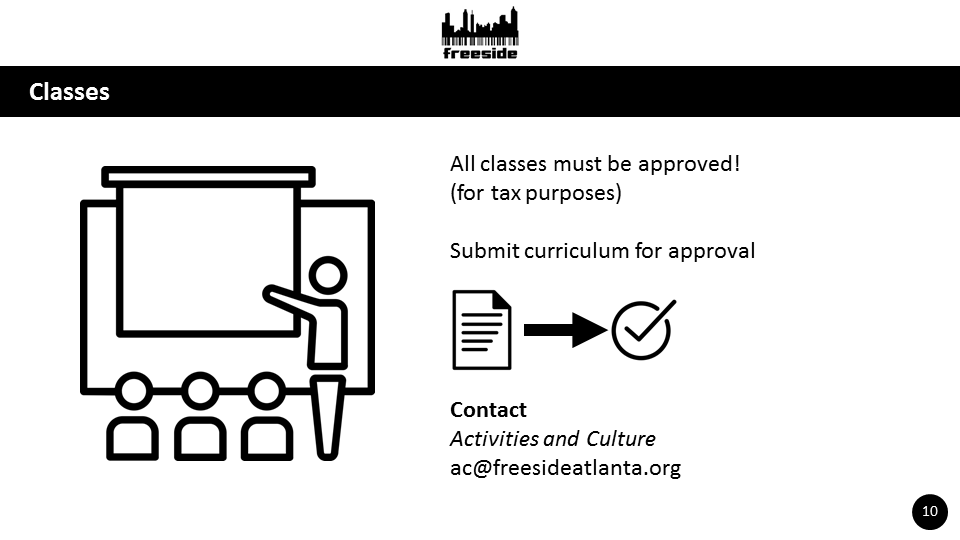 freeside
Classes
All classes must be approved!
(for tax purposes)
Submit curriculum for approval
Contact
Activities and Culture
ac@freesideatlanta.org
10